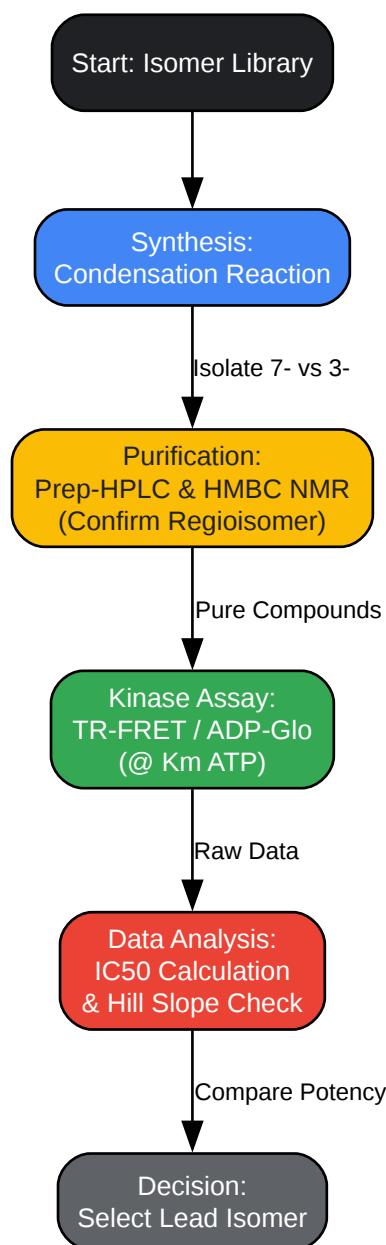 Start: Isomer Library
Synthesis:
Condensation Reaction
Isolate 7- vs 3-
Purification:
Prep-HPLC & HMBC NMR
(Confirm Regioisomer)
Pure Compounds
Kinase Assay:
TR-FRET / ADP-Glo
(@ Km ATP)
Raw Data
Data Analysis:
IC50 Calculation
& Hill Slope Check
Compare Potency
Decision:
Select Lead Isomer